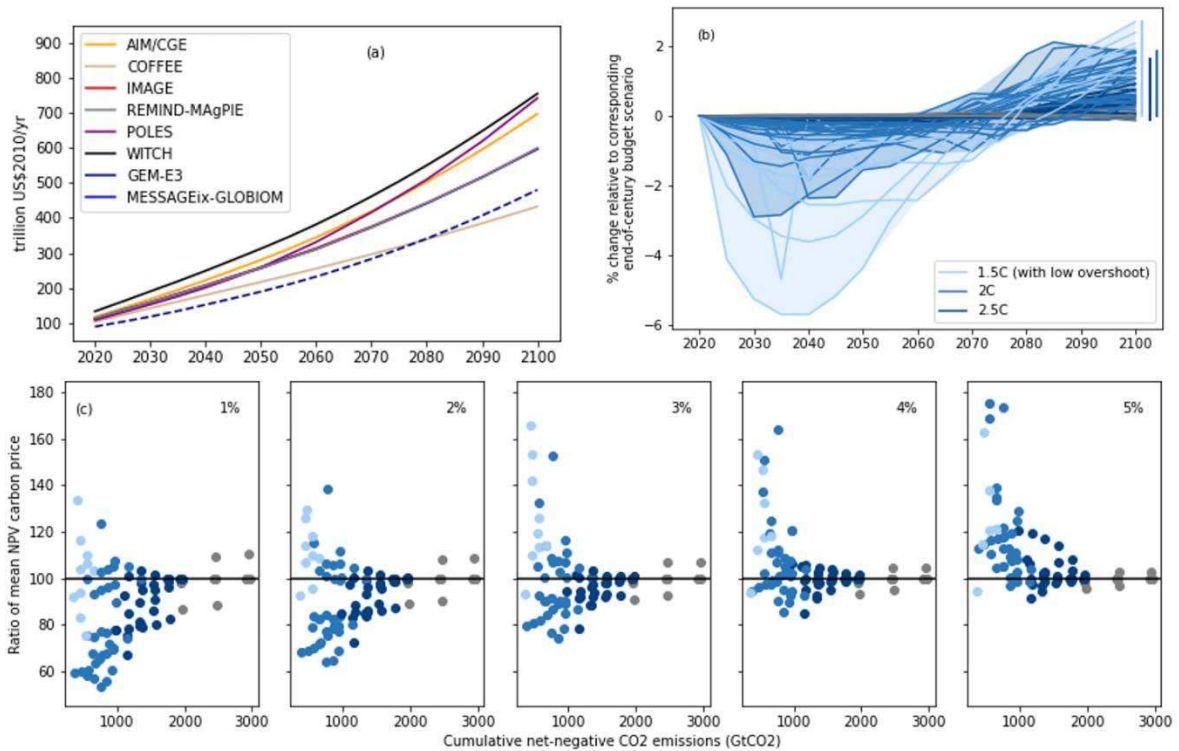 (a)
900
800
700
600
500
400
300
200
100
trillion US$2010/yr
AIM/CGE
COFFEE
IMAGE
REMIND-MAgPIE
POLES
WITCH
GEM-E3
MESSAGEix-GLOBIOM
2020 2030 2040 2050 2060 2070 2080 2090 2100
(b)
2
0
−2
−4
−6
% change relative to corresponding
end-of-century budget scenario
1.5C (with low overshoot)
2C
2.5C
2020 2030 2040 2050 2060 2070 2080 2090 2100
(c)
1% 2% 3% 4% 5%
180
160
140
120
100
80
60
Ratio of mean NPV carbon price
1000 2000 3000 1000 2000 3000 1000 2000 3000 1000 2000 3000 1000 2000 3000
Cumulative net-negative CO2 emissions (GtCO2)